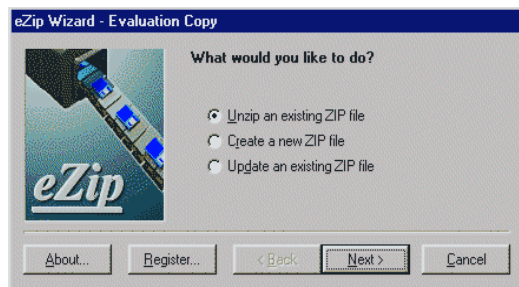 eZip Wizard - Evaluation Copy
What would you like to do?
Unzip an existing ZIP file
Create a new ZIP file
Update an existing ZIP file
eZip
About... Register... < Back Next > Cancel